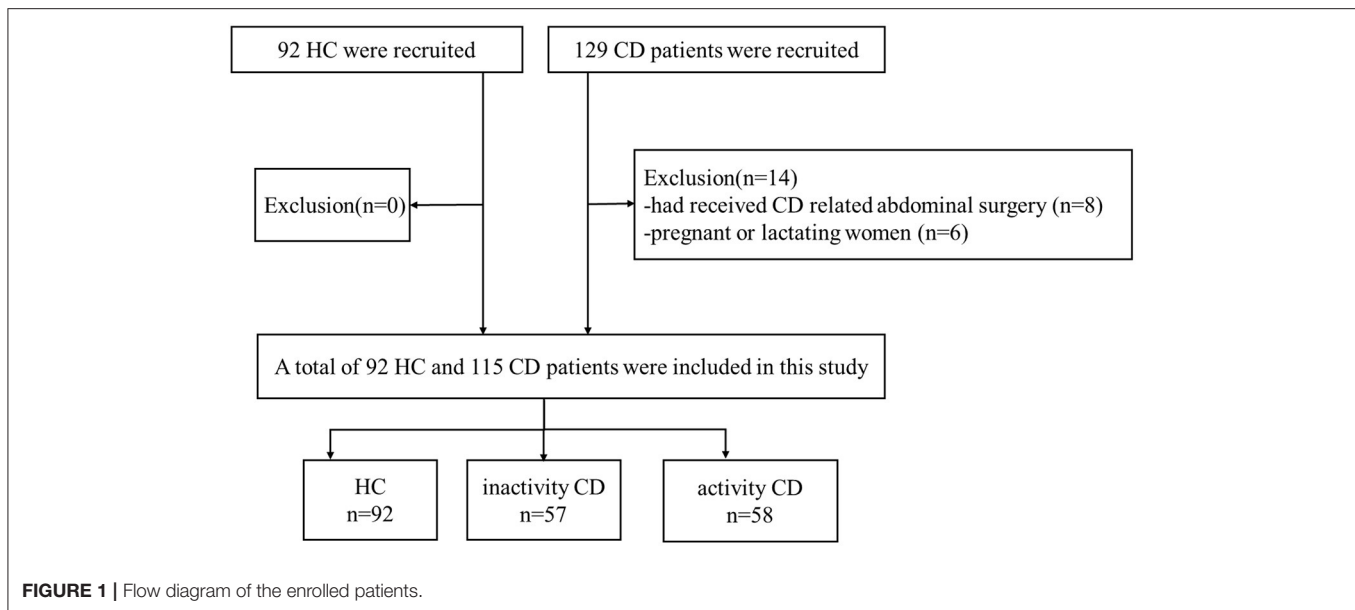 92 HC were recruited
129 CD patients were recruited
Exclusion(n=0)
Exclusion(n=14)
-had received CD related abdominal surgery (n=8)
-pregnant or lactating women (n=6)
A total of 92 HC and 115 CD patients were included in this study
HC
n=92
inactivity CD
n=57
activity CD
n=58
FIGURE 1 | Flow diagram of the enrolled patients.